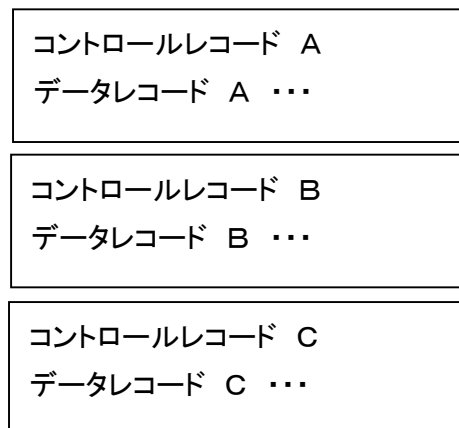 コントロールレコード　A
データレコード　A　・・・
コントロールレコード　B
データレコード　B　・・・
コントロールレコード　C
データレコード　C　・・・